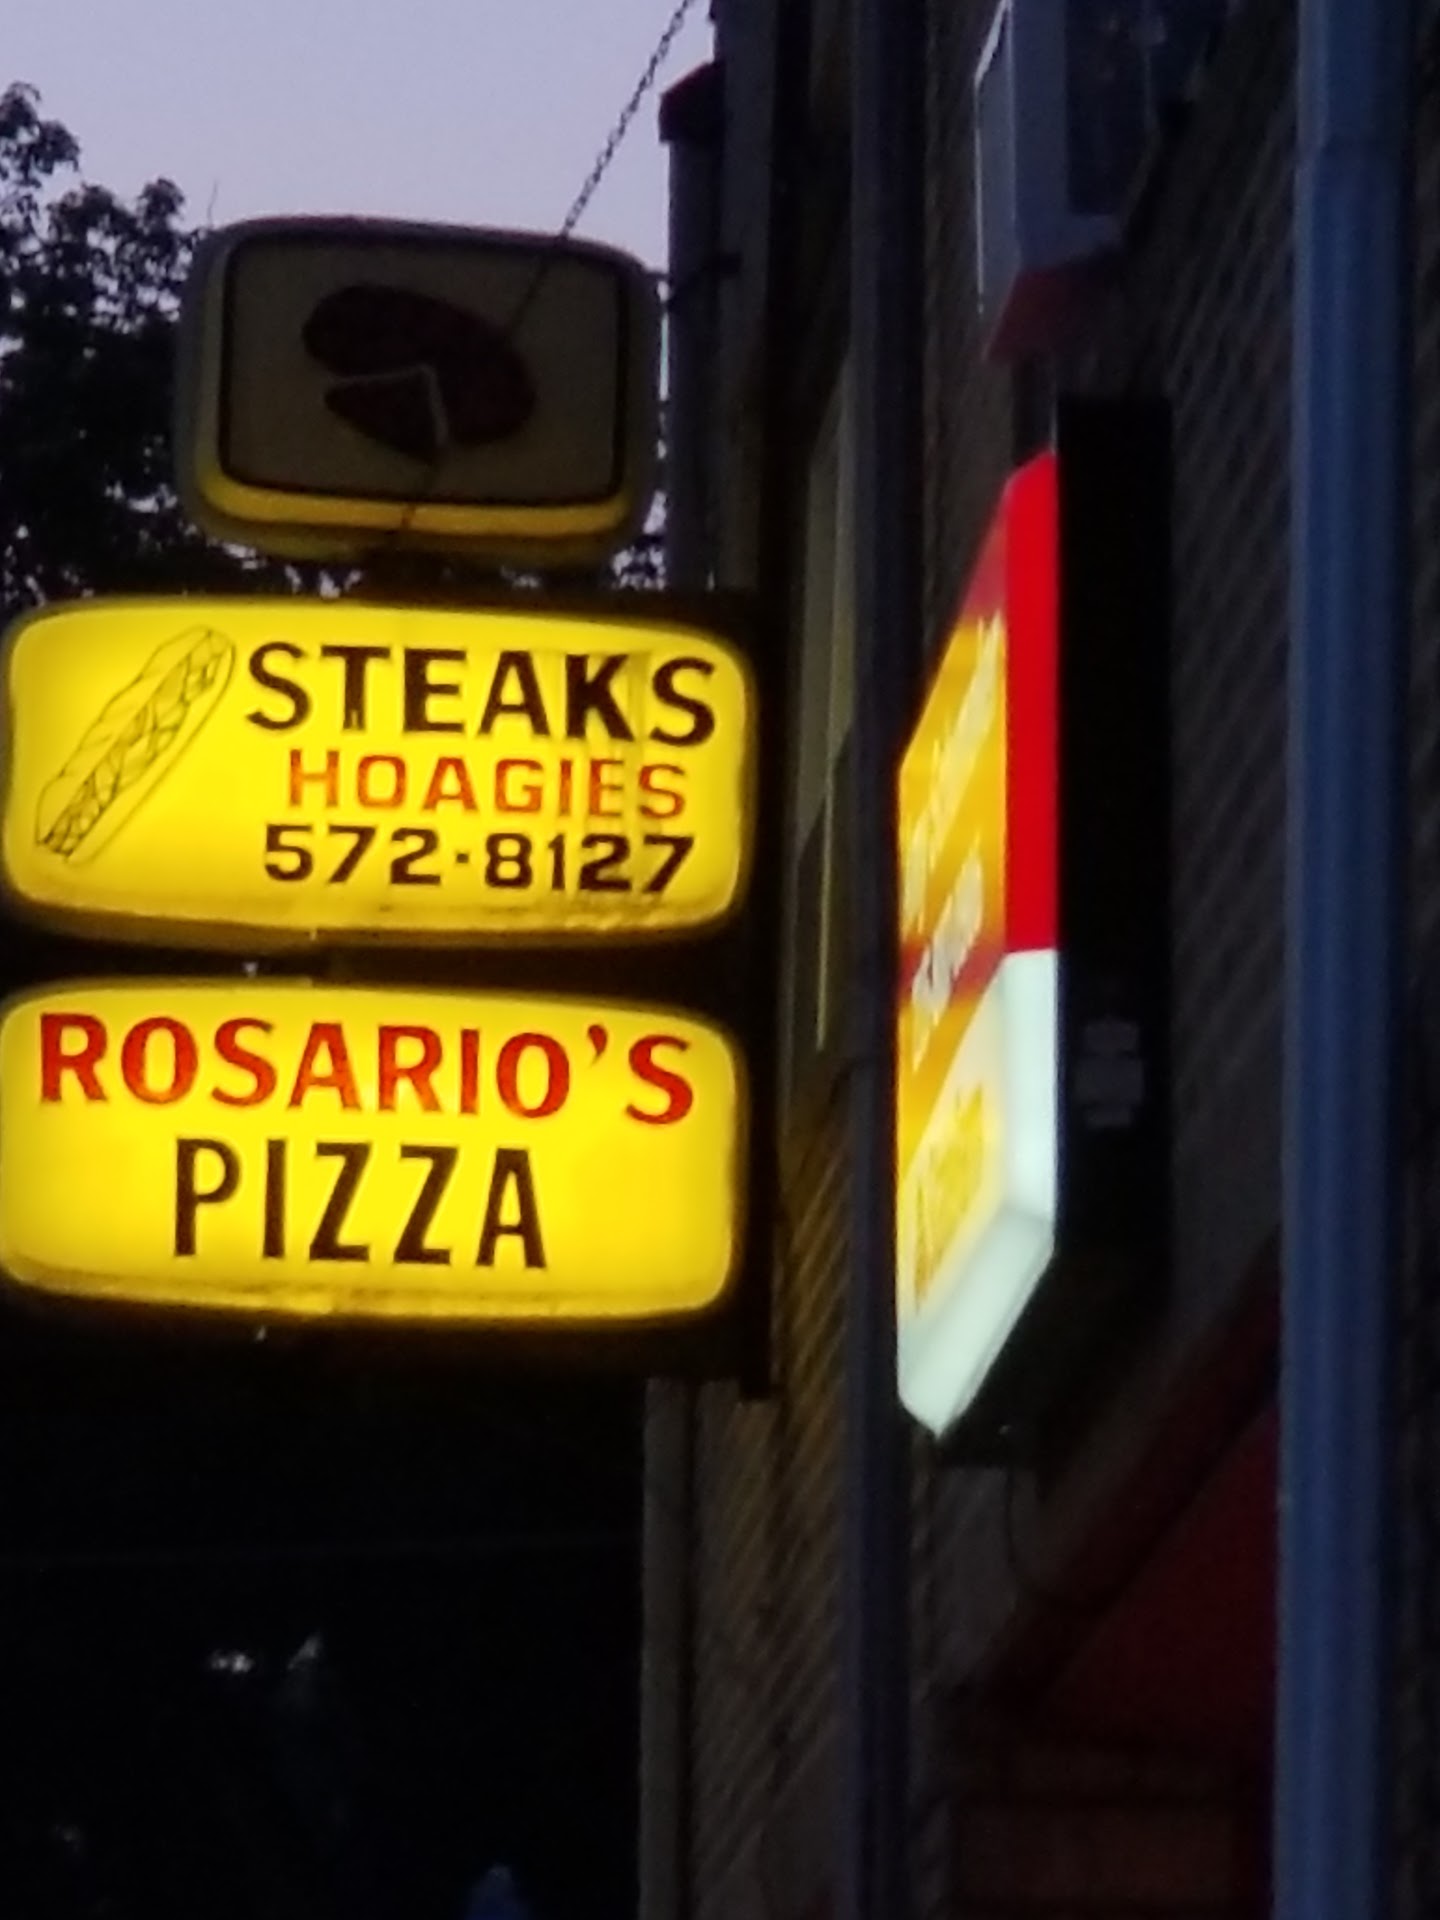 STEAKS
HOAGIES
572-8127
ROSARIO'S
PIZZA